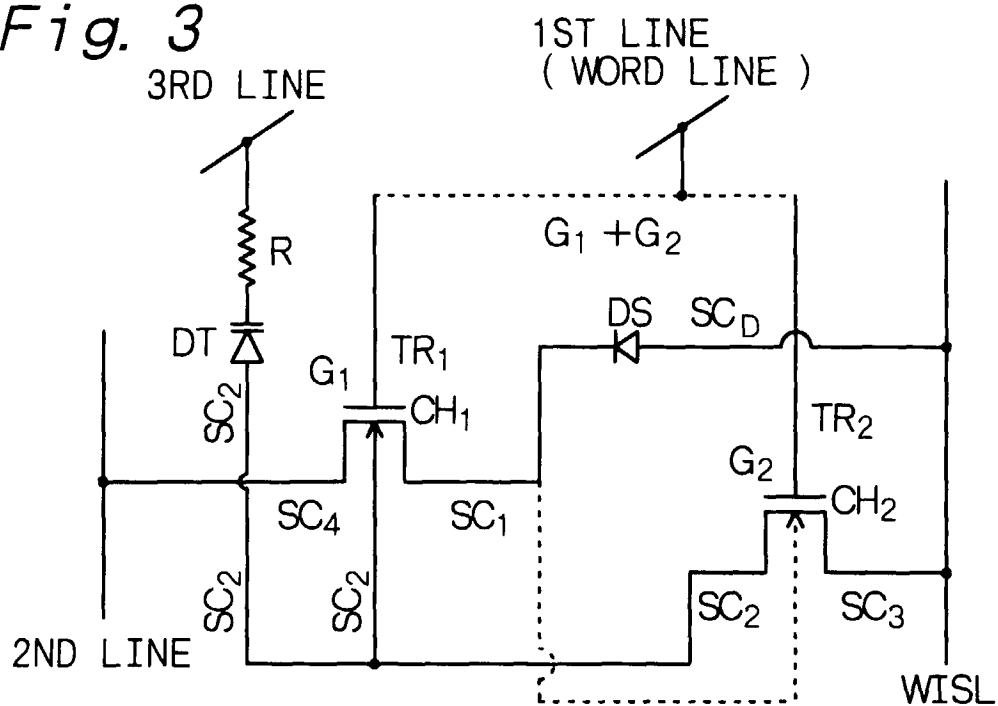 Fig. 3
1ST LINE
( WORD LINE )
3RD LINE
G1 +G2
R
DS
SCD
DT
TR1
G1
CH1
SC2
TR2
G2
CH2
SC4
SC1
SC2
SC2
SC2
SC3
2ND LINE
WISL